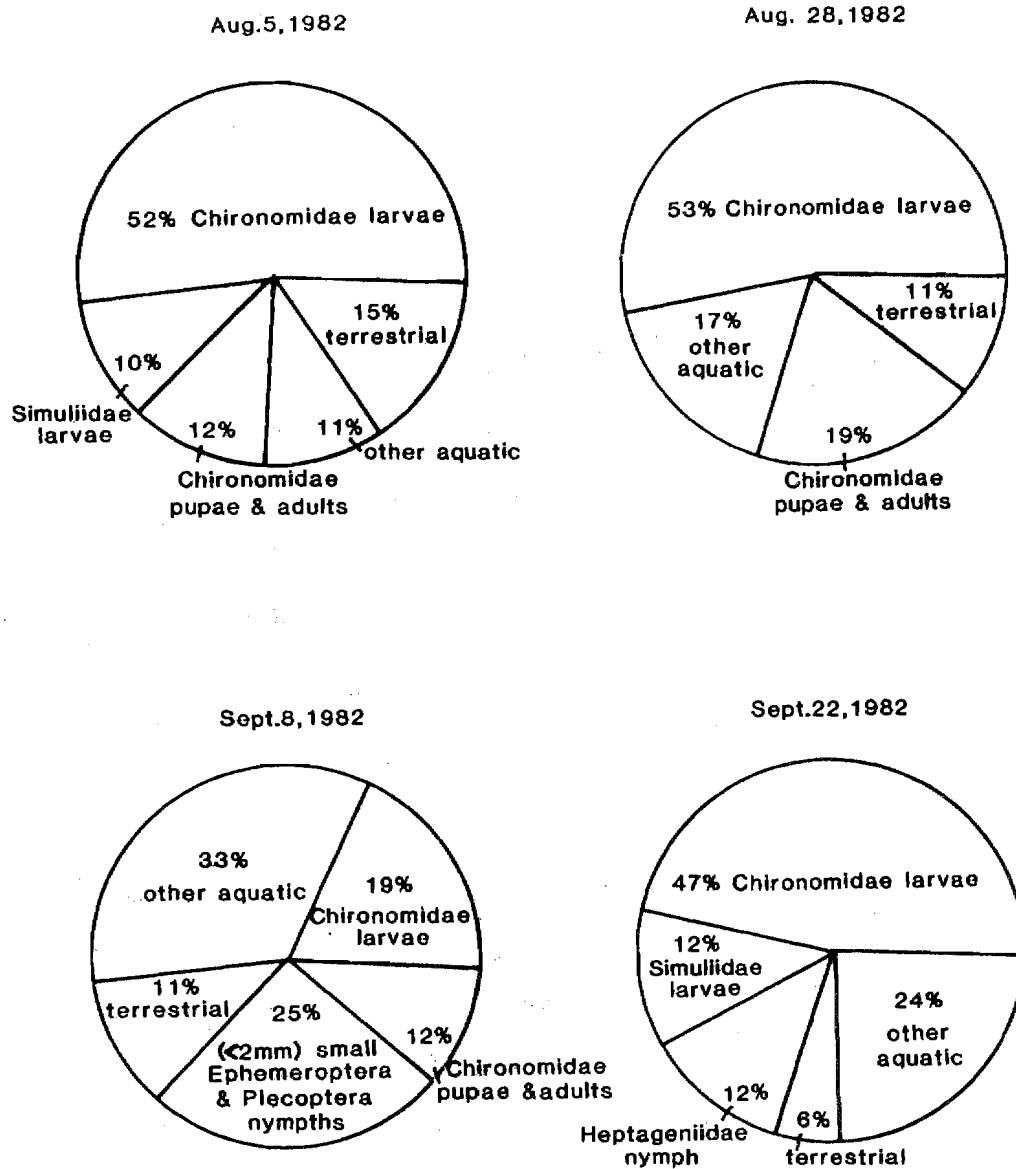 Aug.5,1982
52% Chironomidae larvae
15%
terrestrial
10%
Simuliidae
larvae
12%
Chironomidae
pupae & adults
11%
other aquatic
Aug. 28,1982
53% Chironomidae larvae
11%
terrestrial
17%
other
aquatic
19%
Chironomidae
pupae & adults
Sept.8,1982
33%
other aquatic
19%
Chironomidae
larvae
11%
terrestrial
25%
(<2mm) small
Ephemeroptera
& Plecoptera
nympths
12%
Chironomidae
pupae &adults
Sept.22,1982
47% Chironomidae larvae
12%
Simuliidae
larvae
24%
other
aquatic
12%
Heptageniidae
nymph
6%
terrestrial